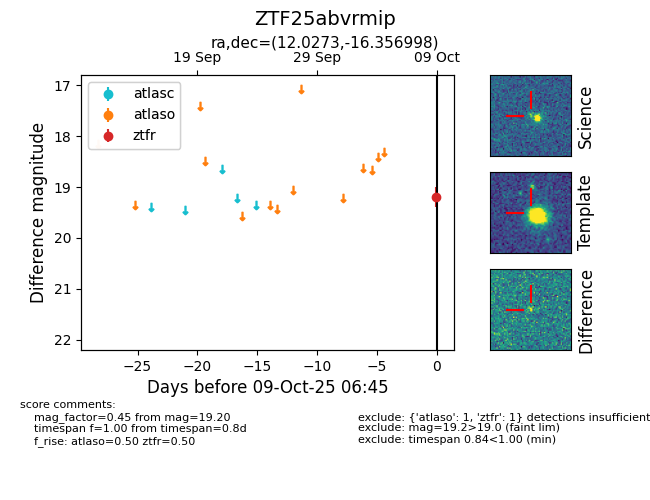 ZTF25abvrmip
ra,dec=(12.0273,-16.356998)
19 Sep
29 Sep
09 Oct
atlasc
atlaso
ztfr
17
18
19
20
21
22
Difference magnitude
−25
−20
−15
−10
−5
0
Days before 09-Oct-25 06:45
Science
Template
Difference
score comments:
mag_factor=0.45 from mag=19.20
timespan f=1.00 from timespan=0.8d
f_rise: atlaso=0.50 ztfr=0.50
exclude: {'atlaso': 1, 'ztfr': 1} detections insufficient
exclude: mag=19.2>19.0 (faint lim)
exclude: timespan 0.84<1.00 (min)